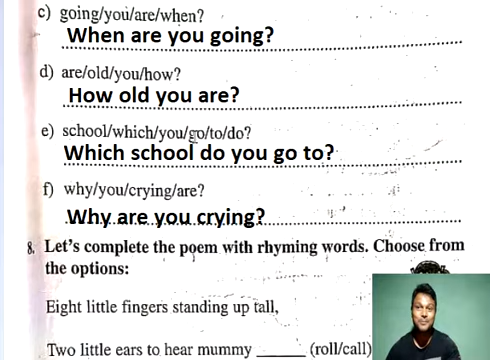 c) going/you/are/when?
When are you going?
d) are/old/you/how?
How old you are?
e) school/which/you/go/to/do?
Which school do you go to?
f) why/you/crying/are?
Why are you crying?
8. Let's complete the poem with rhyming words. Choose from
the options:
Eight little fingers standing up tall,
Two little ears to hear mummy ______ (roll/call)